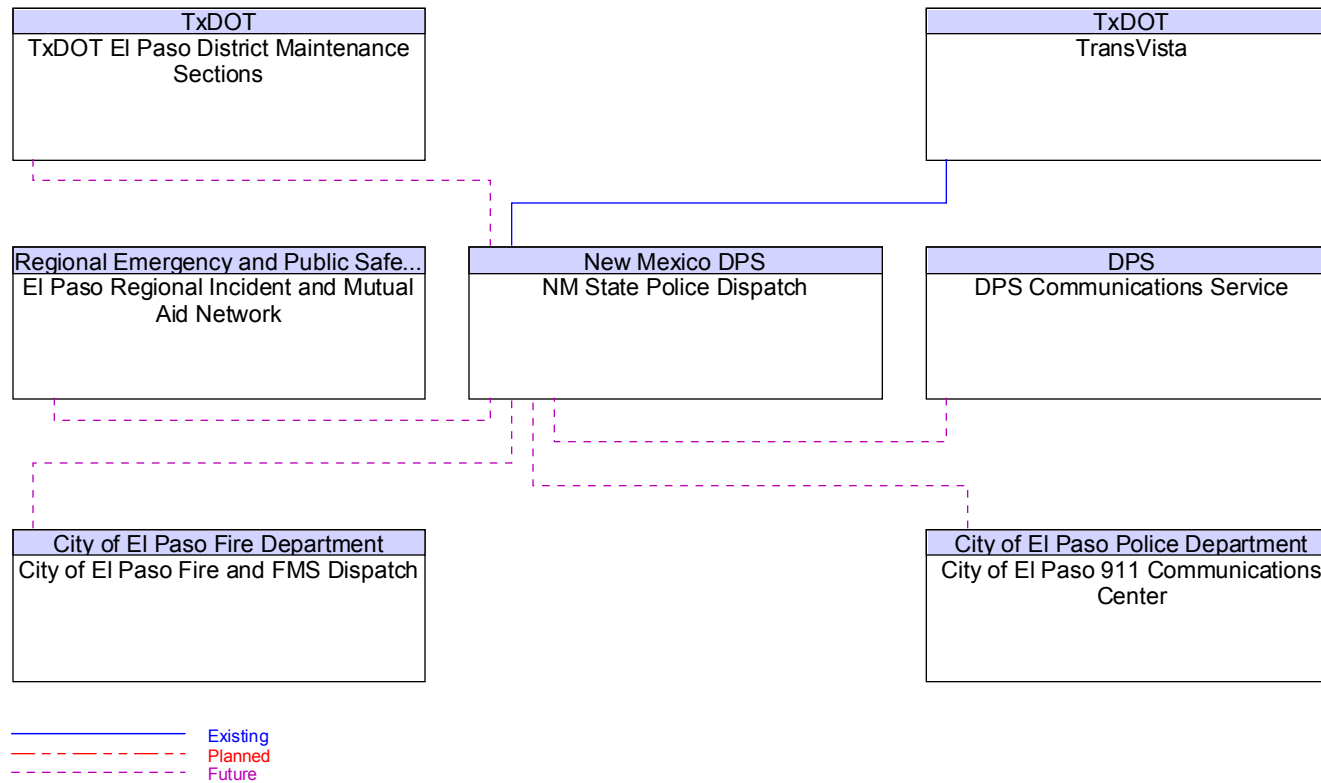 TxDOT
TxDOT El Paso District Maintenance
Sections
TxDOT
TransVista
Regional Emergency and Public Safe...
El Paso Regional Incident and Mutual
Aid Network
New Mexico DPS
NM State Police Dispatch
DPS
DPS Communications Service
City of El Paso Fire Department
City of El Paso Fire and FMS Dispatch
City of El Paso Police Department
City of El Paso 911 Communications
Center
Existing
Planned
Future